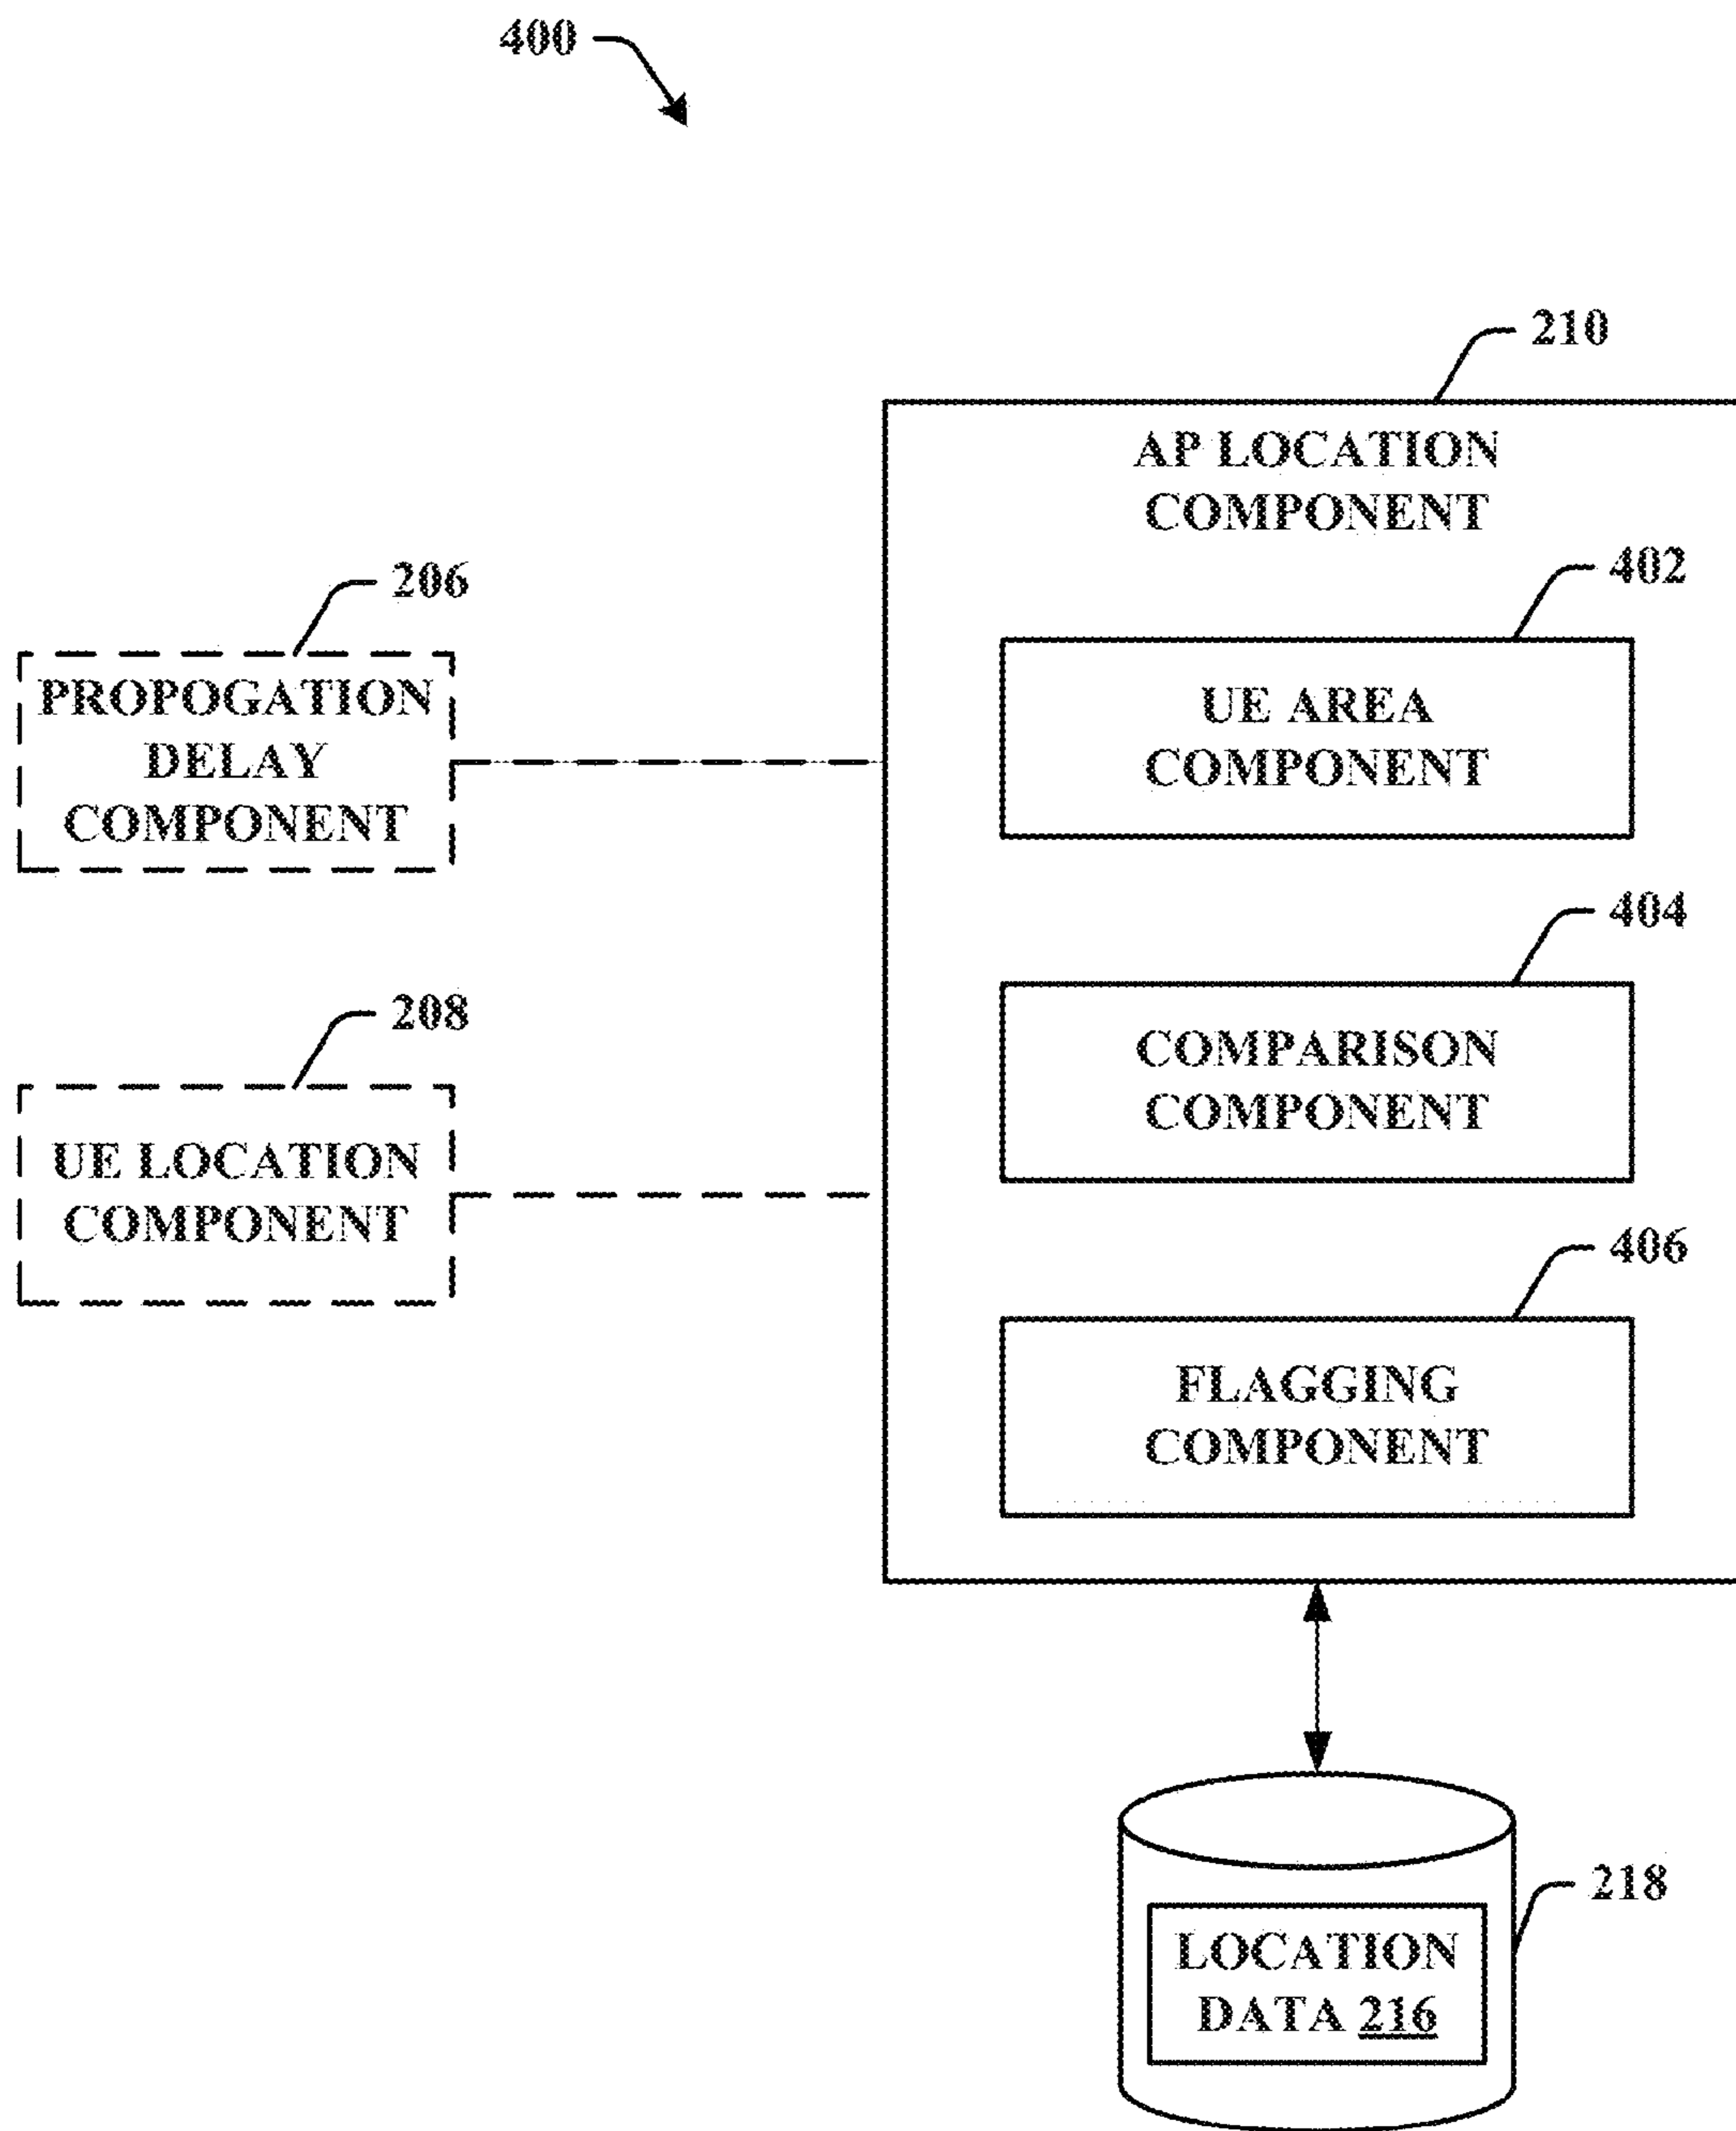 400
210
AP LOCATION
COMPONENT
402
UE AREA
COMPONENT
206
PROPOGATION
DELAY
COMPONENT
404
COMPARISON
COMPONENT
208
UE LOCATION
COMPONENT
406
FLAGGING
COMPONENT
218
LOCATION
DATA 216